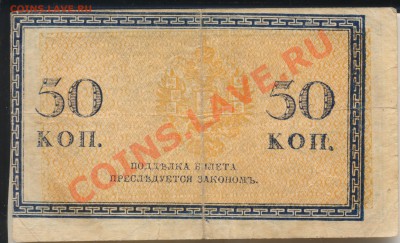 COINS.LAVE.RU
50 50
КОП. КОП.
ПОДДѢЛКА БИЛЕТА
ПРЕСЛѢДУЕТСЯ ЗАКОНОМЪ.
COINS.LAVE.RU